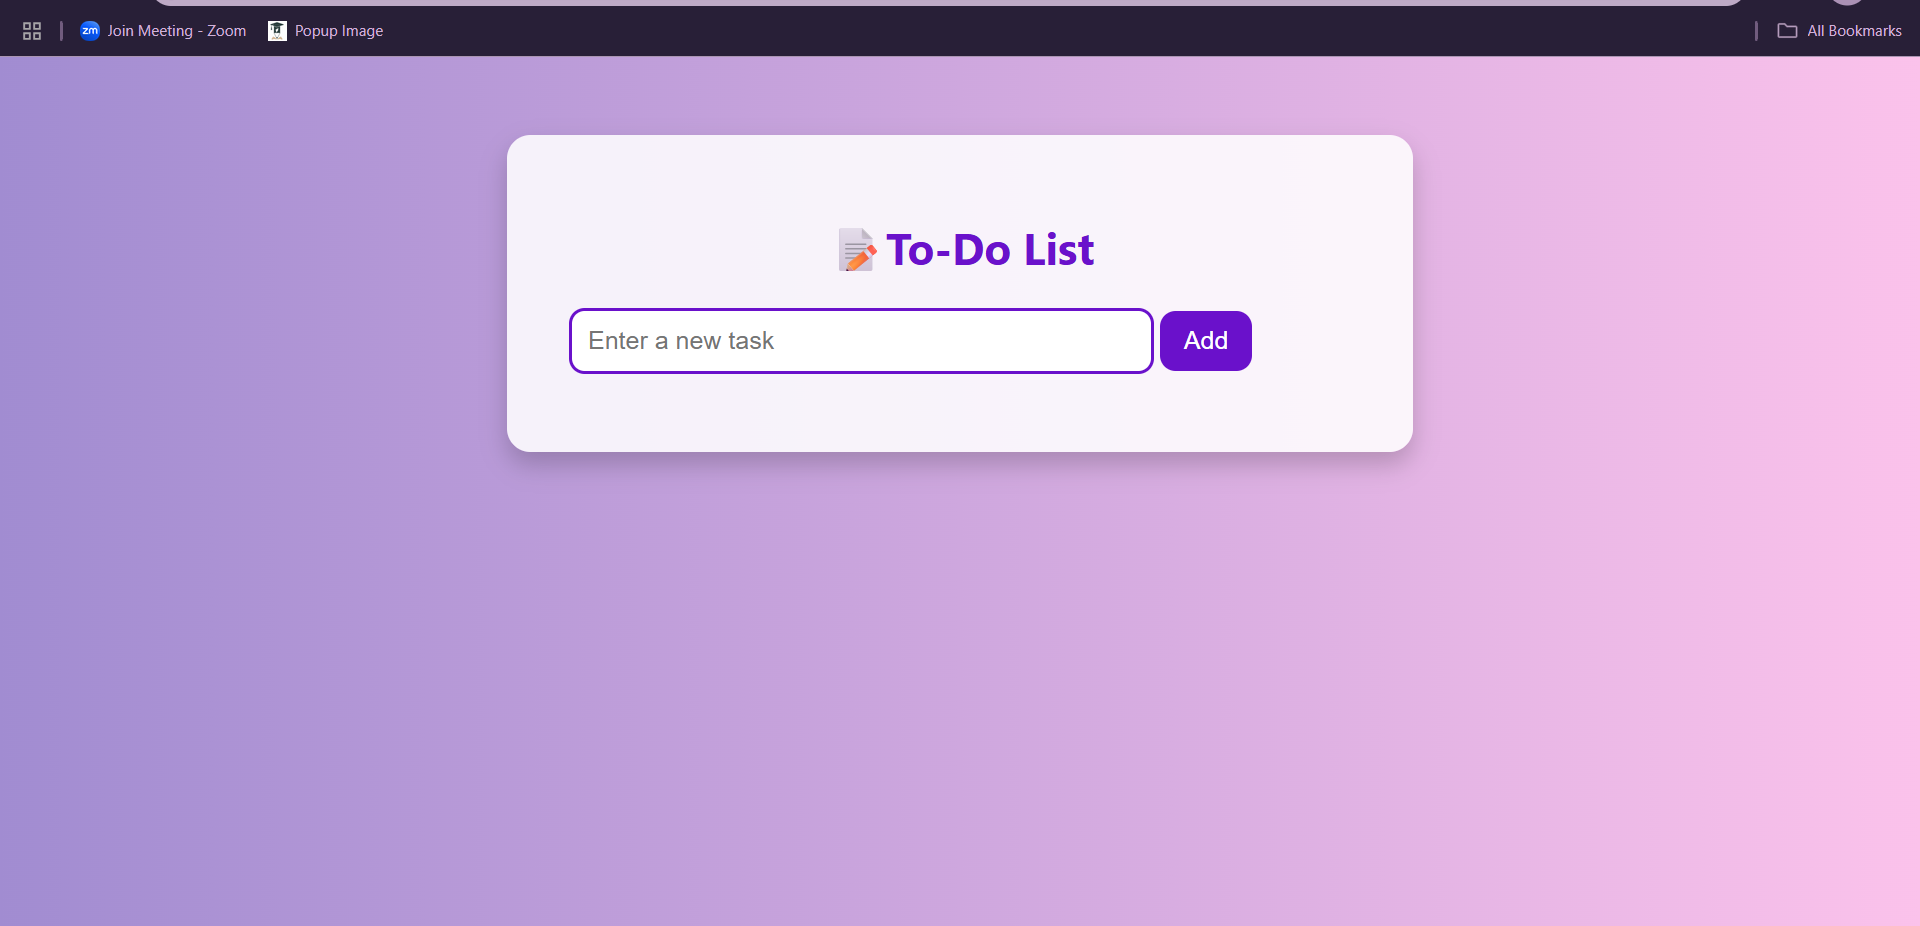 zm Join Meeting - Zoom Popup Image All Bookmarks
To-Do List
Enter a new task Add